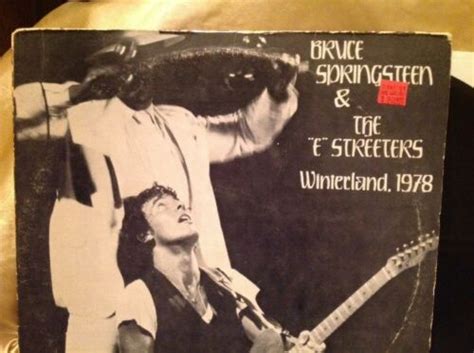 BRUCE
SPRINGSTEEN
&
THE
"E" STREETERS
Winterland, 1978